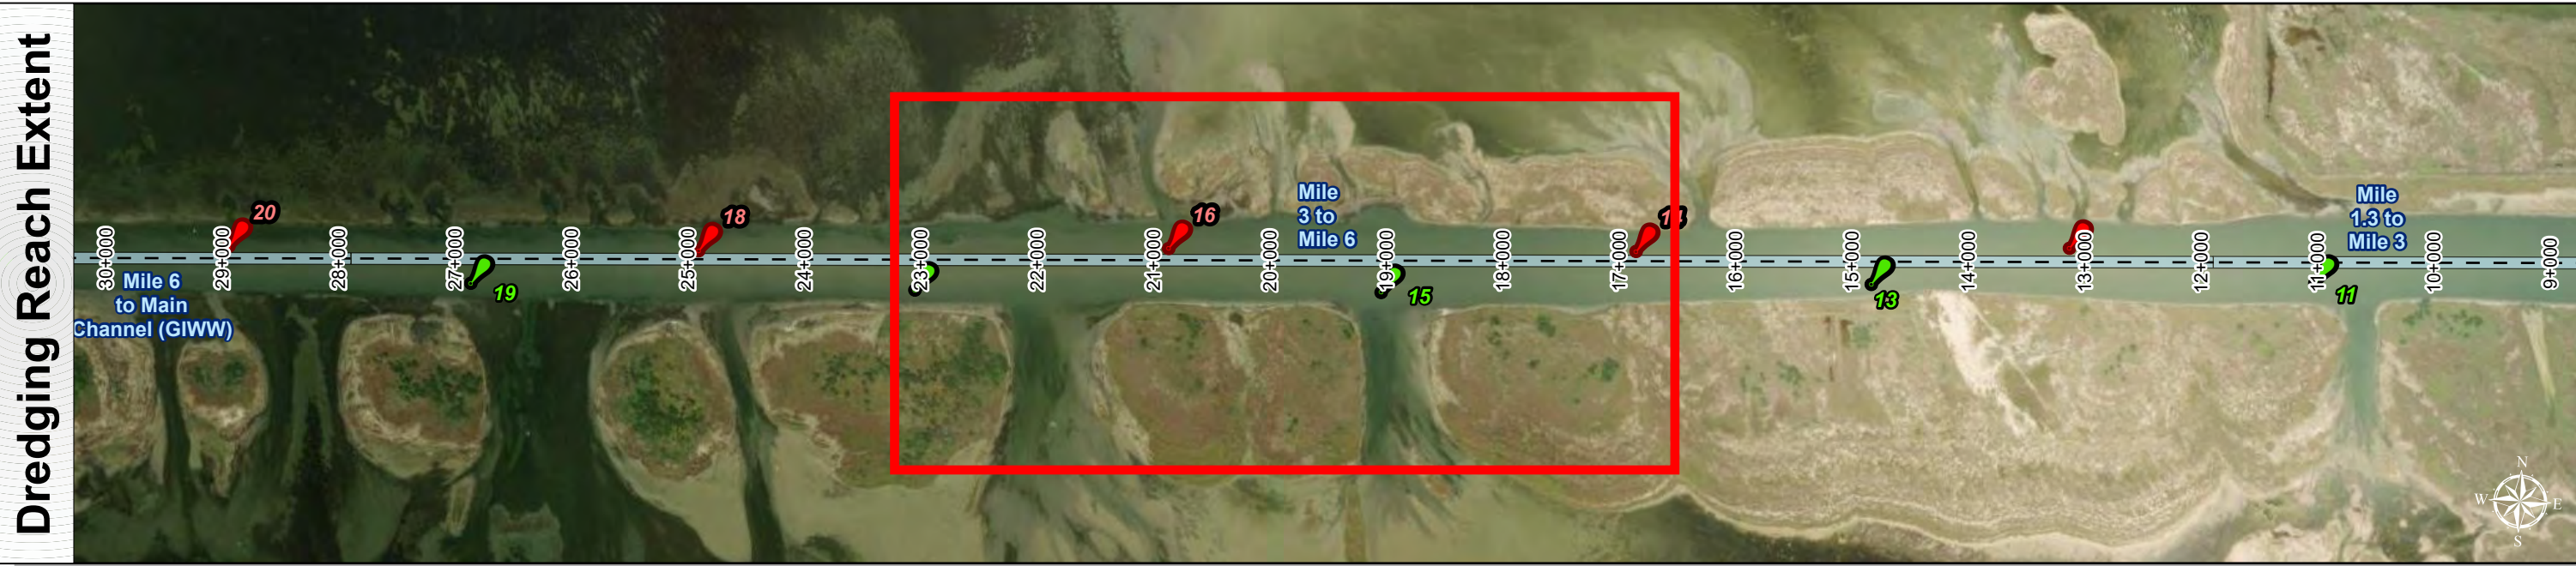 Dredging Reach Extent
20
18
16
14
Mile
3 to
Mile 6
Mile
1.3 to
Mile 3
30+000
29+000
28+000
27+000
26+000
25+000
24+000
23+000
22+000
21+000
20+000
19+000
18+000
17+000
16+000
15+000
14+000
13+000
12+000
11+000
10+000
9+000
Mile 6
to Main
Channel (GIWW)
19
15
13
11
N
W E
S